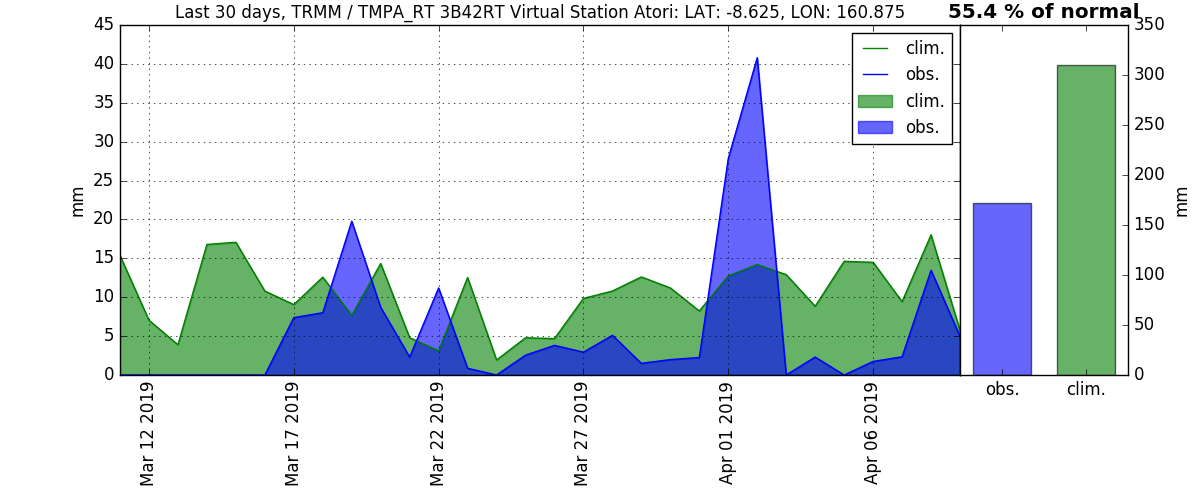 Last 30 days, TRMM / TMPA_RT 3B42RT Virtual Station Atori: LAT: -8.625, LON: 160.875
55.4 % of normal
45
40
35
30
25
20
15
10
5
0
mm
clim.
obs.
clim.
obs.
Mar 12 2019
Mar 17 2019
Mar 22 2019
Mar 27 2019
Apr 01 2019
Apr 06 2019
350
300
250
200
150
100
50
0
mm
obs.
clim.